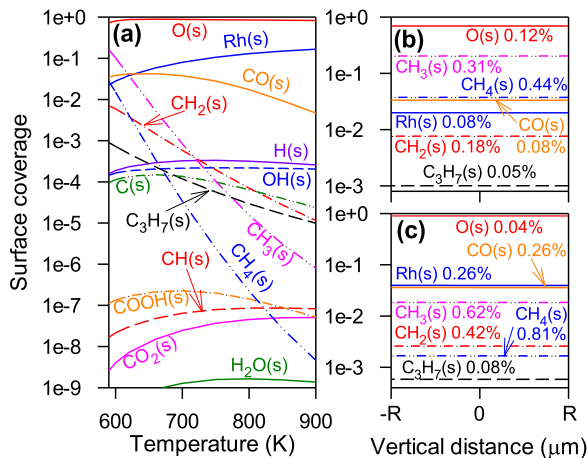 Surface coverage
1e+0
1e-1
1e-2
1e-3
1e-4
1e-5
1e-6
1e-7
1e-8
1e-9
(a)
O(s)
Rh(s)
CO(s)
CH₂(s)
H(s)
OH(s)
C(s)
C₃H₇(s)
CH₃(s)
CH₄(s)
CH(s)
COOH(s)
CO₂(s)
H₂O(s)
600 700 800 900
Temperature (K)
1e+0
1e-1
1e-2
1e-3
(b)
O(s) 0.12%
CH₃(s) 0.31%
CH₄(s) 0.44%
Rh(s) 0.08%
CO(s)
0.08%
CH₂(s) 0.18%
C₃H₇(s) 0.05%
1e+0
1e-1
1e-2
1e-3
(c)
O(s) 0.04%
CO(s) 0.26%
Rh(s) 0.26%
CH₃(s) 0.62%
CH₄(s)
0.81%
CH₂(s) 0.42%
C₃H₇(s) 0.08%
-R 0 R
Vertical distance (μm)